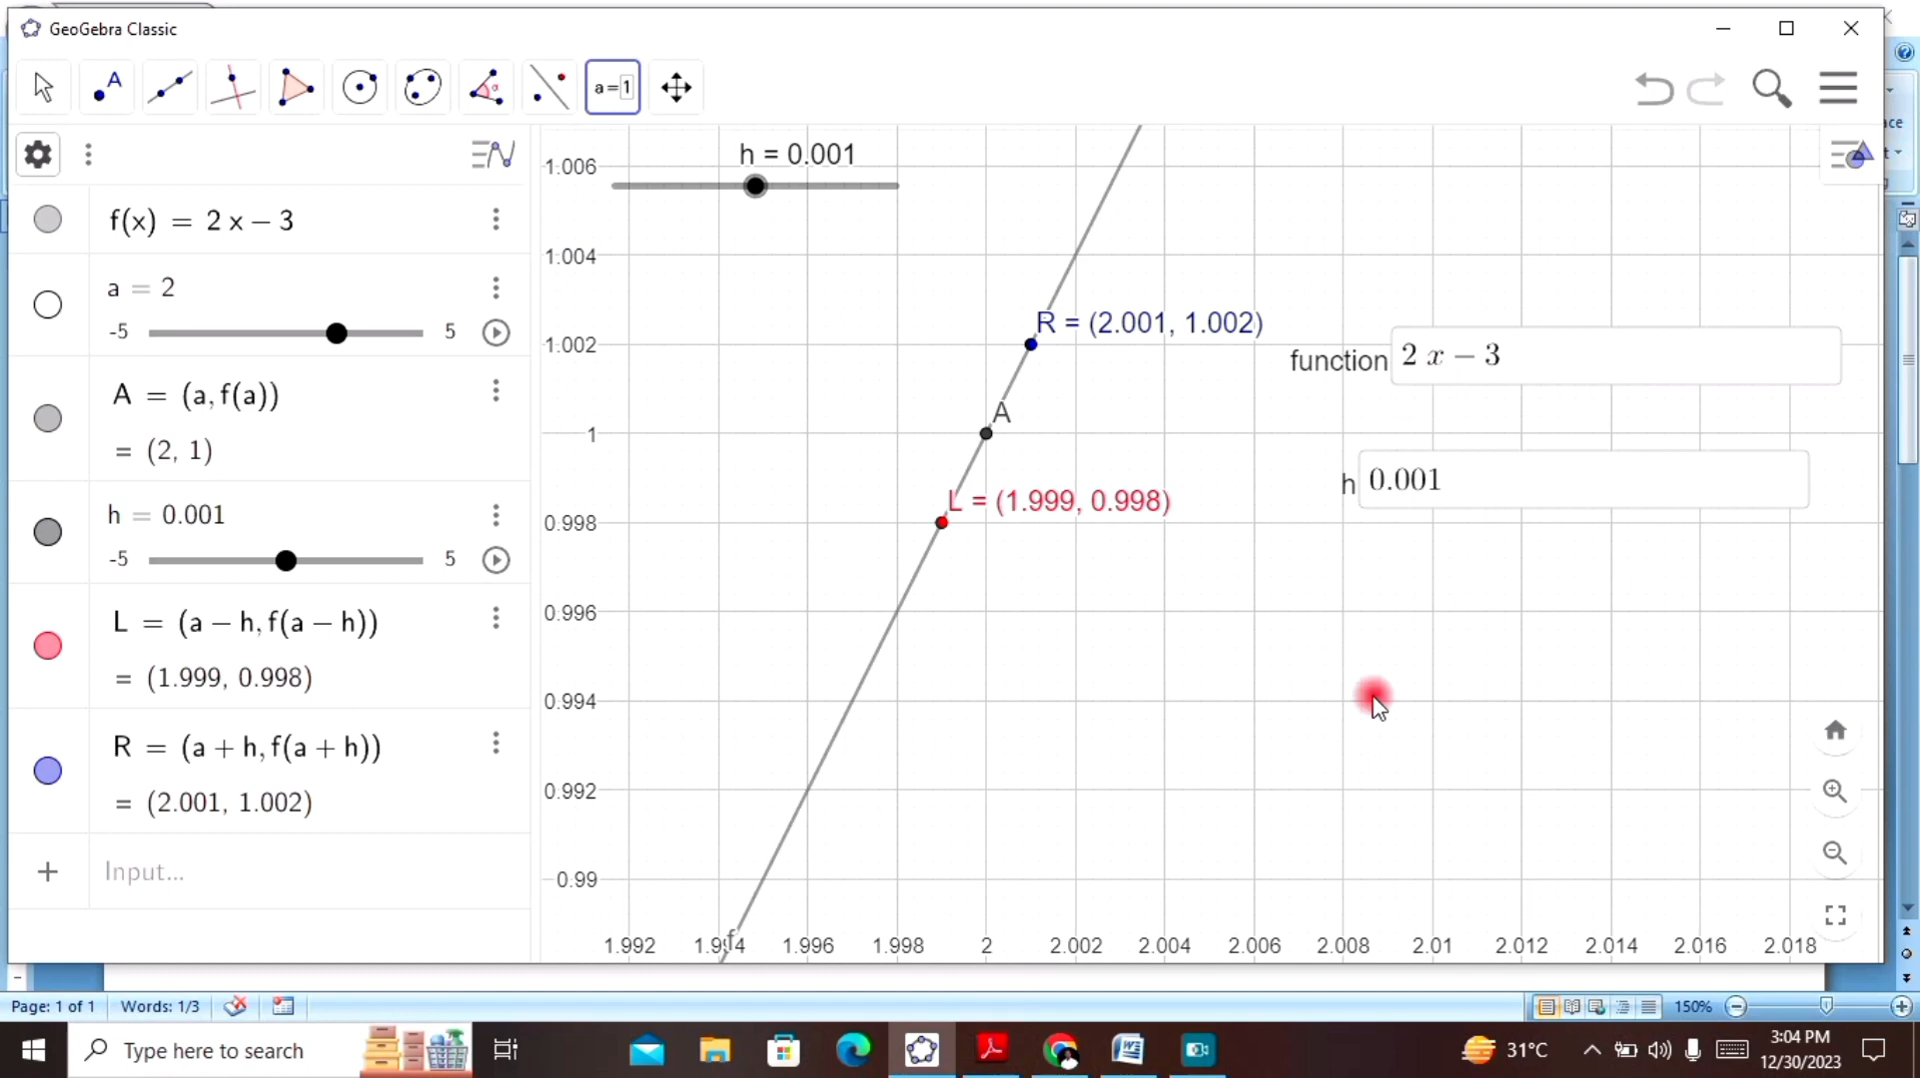 GeoGebra Classic
A
a=1
f(x) = 2 x − 3
a = 2
-5
5
A = (a, f(a))
= (2, 1)
h = 0.001
-5
5
L = (a − h, f(a − h))
= (1.999, 0.998)
R = (a + h, f(a + h))
= (2.001, 1.002)
+
Input...
h = 0.001
1.006
1.004
1.002
1
0.998
0.996
0.994
0.992
0.99
R = (2.001, 1.002)
A
L = (1.999, 0.998)
function 2 x − 3
h 0.001
f
1.992
1.994
1.996
1.998
2
2.002
2.004
2.006
2.008
2.01
2.012
2.014
2.016
2.018
ace
Page: 1 of 1
Words: 1/3
150%
Type here to search
31°C
3:04 PM
12/30/2023